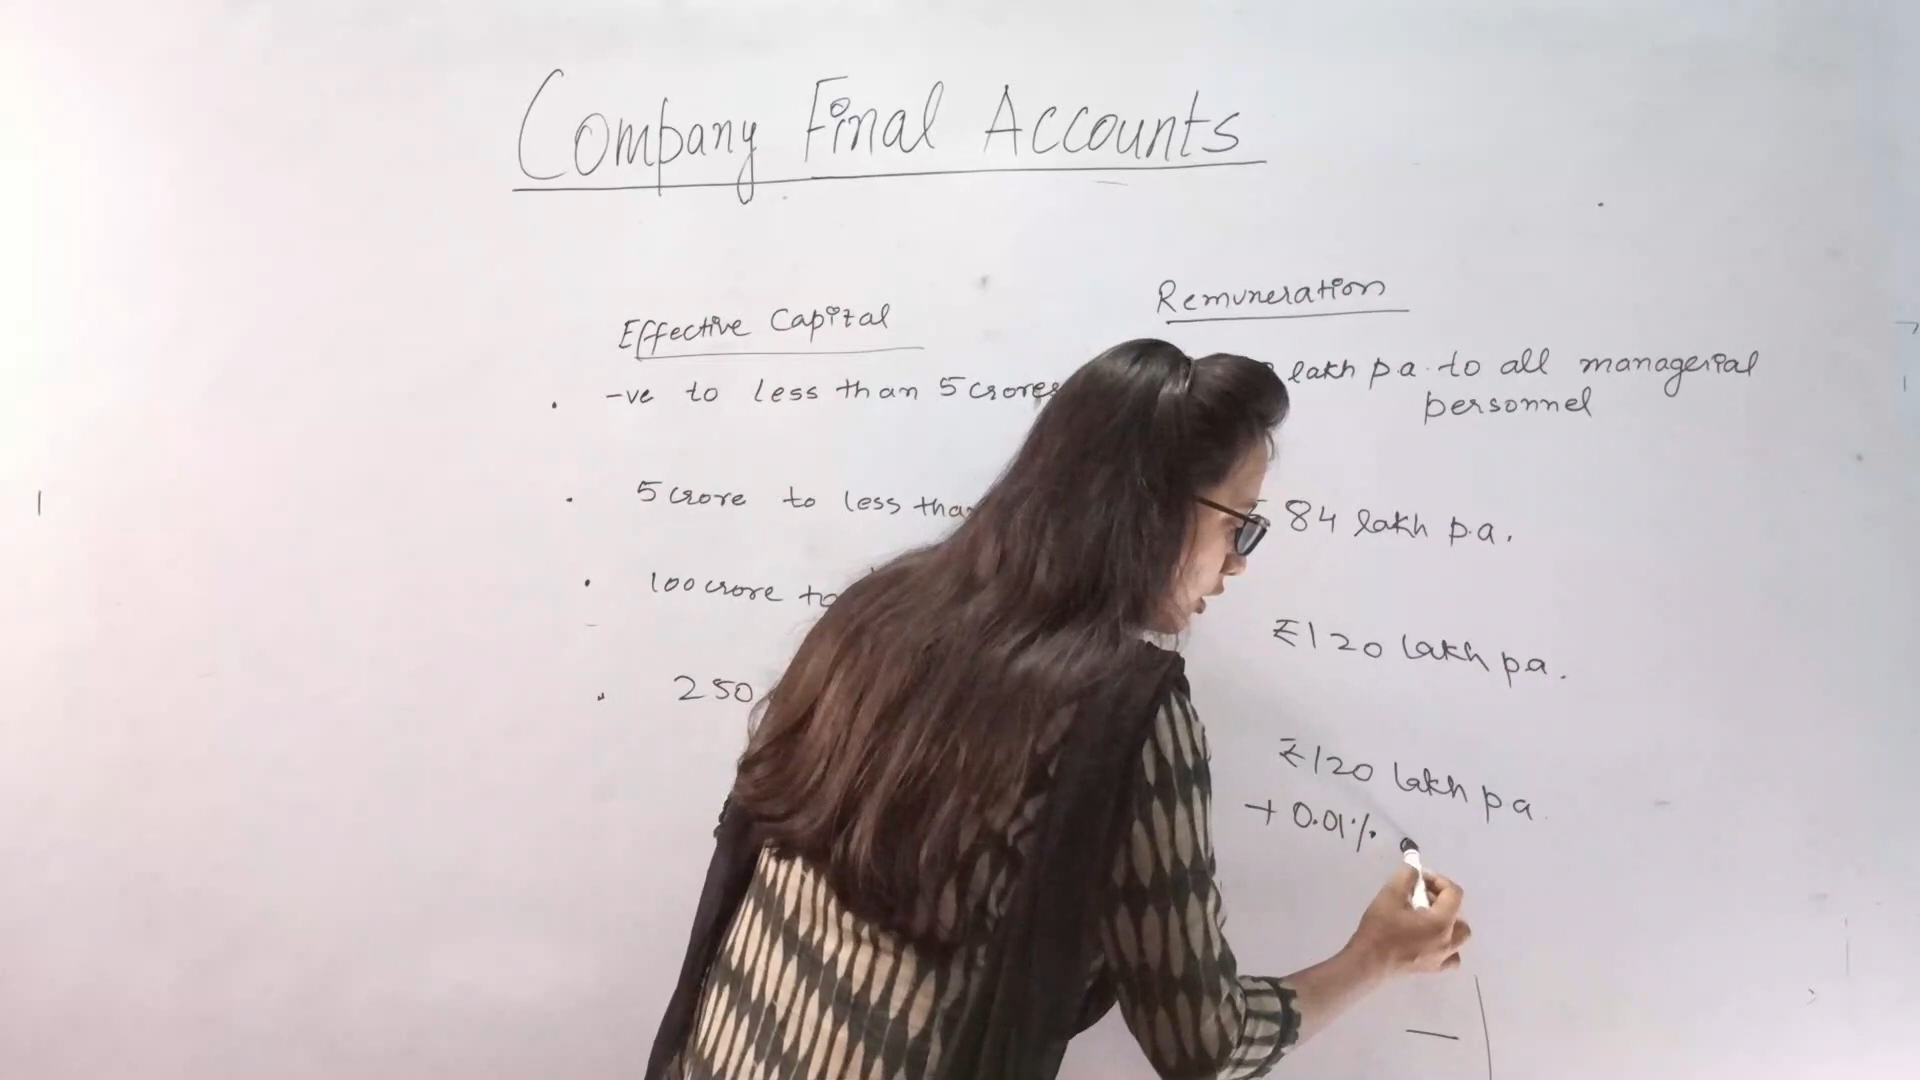 Company Final Accounts
Effective Capital
Remuneration
-ve to less than 5 crores
lakh p.a. to all managerial
personnel
5 crore to less than
84 lakh p.a.
100 crore to
₹120 lakh p.a.
250
₹120 lakh p a
+ 0.01%